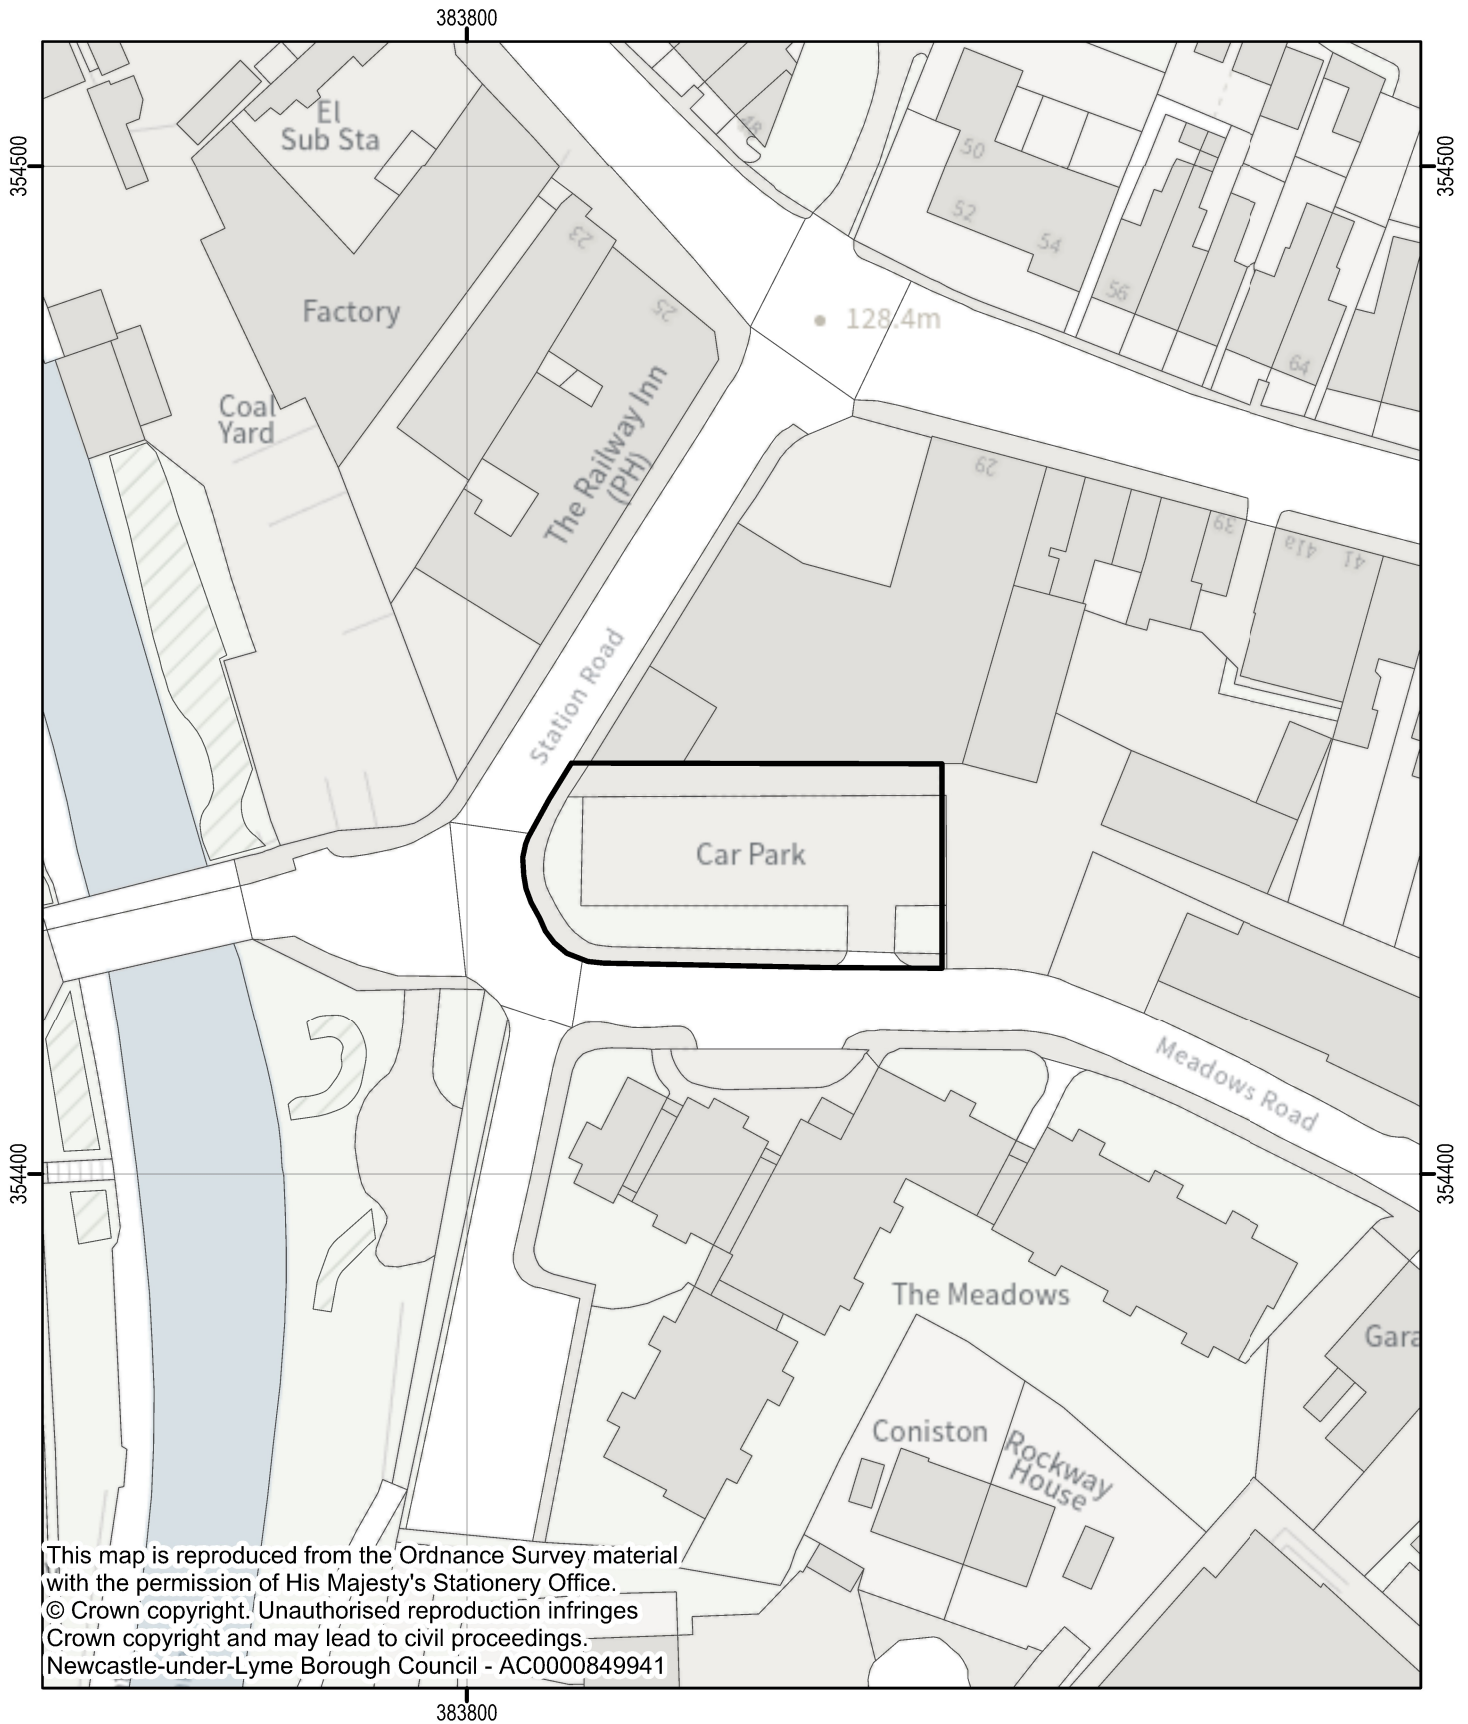 383800
354500
354500
El
Sub Sta
48
50
52
54
56
64
23
25
128.4m
Factory
Coal
Yard
The Railway Inn
(PH)
29
39
41a
41
Station Road
Car Park
Meadows Road
354400
354400
The Meadows
Gara
Coniston
Rockway
House
This map is reproduced from the Ordnance Survey material
with the permission of His Majesty's Stationery Office.
© Crown copyright. Unauthorised reproduction infringes
Crown copyright and may lead to civil proceedings.
Newcastle-under-Lyme Borough Council - AC0000849941
383800